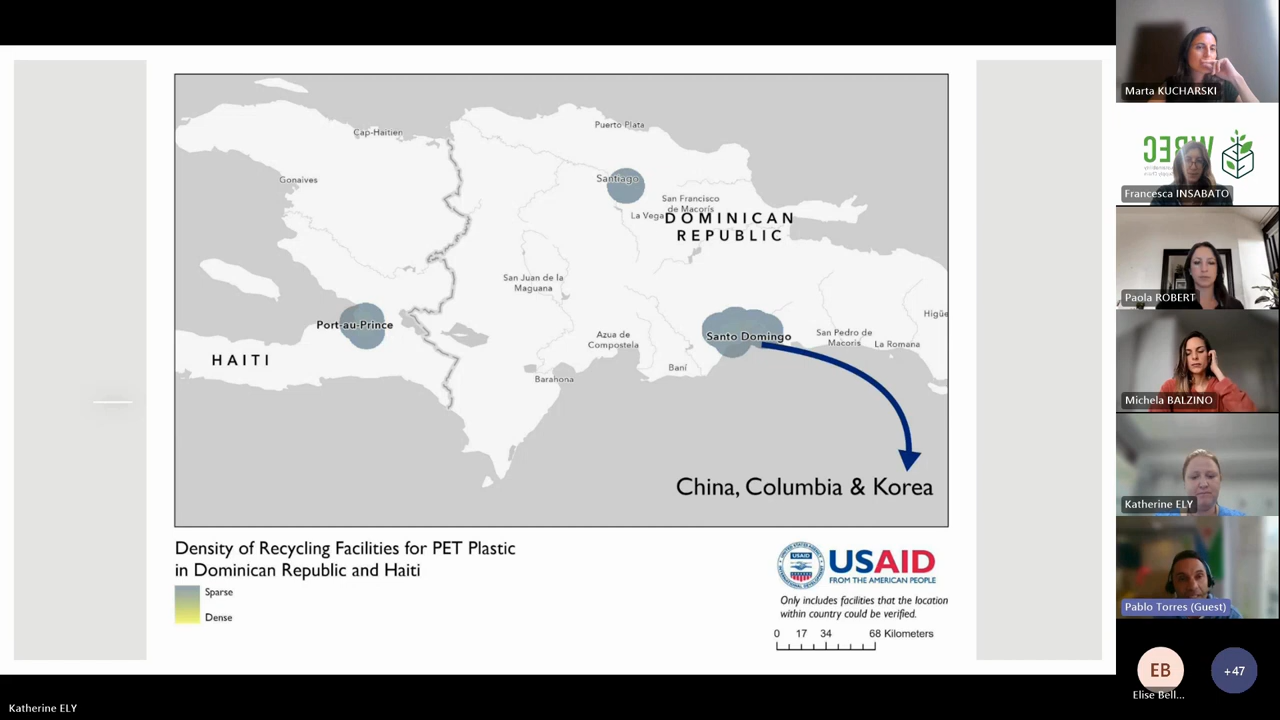 Cap-Haïtien
Puerto Plata
Gonaives
Santiago
San Francisco
de Macorís
La Vega
DOMINICAN
REPUBLIC
San Juan de la
Maguana
Port-au-Prince
HAITI
Azua de
Compostela
Santo Domingo
San Pedro de
Macoris
La Romana
Higüe
Barahona
Baní
China, Columbia & Korea
Density of Recycling Facilities for PET Plastic
in Dominican Republic and Haiti
Sparse
Dense
USAID
USAID
FROM THE AMERICAN PEOPLE
Only includes facilities that the location
within country could be verified.
0 17 34 68 Kilometers
Marta KUCHARSKI
Francesca INSABATO
Paola ROBERT
Michela BALZINO
Katherine ELY
Pablo Torres (Guest)
EB
Elise Bell...
+47
Katherine ELY